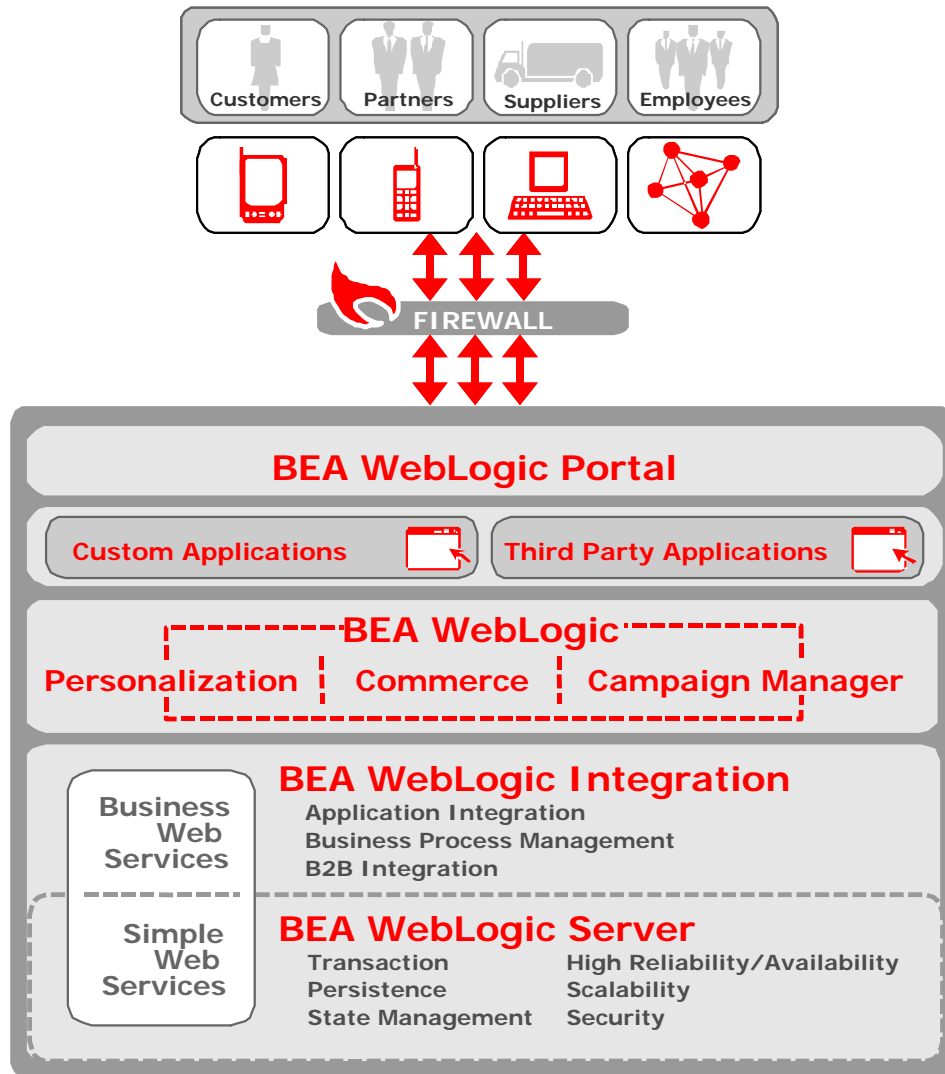 Customers
Partners
Suppliers
Employees
FIREWALL
BEA WebLogic Portal
Custom Applications
Third Party Applications
BEA WebLogic
Personalization
Commerce
Campaign Manager
Business
Web
Services
BEA WebLogic Integration
Application Integration
Business Process Management
B2B Integration
Simple
Web
Services
BEA WebLogic Server
Transaction
Persistence
State Management
High Reliability/Availability
Scalability
Security